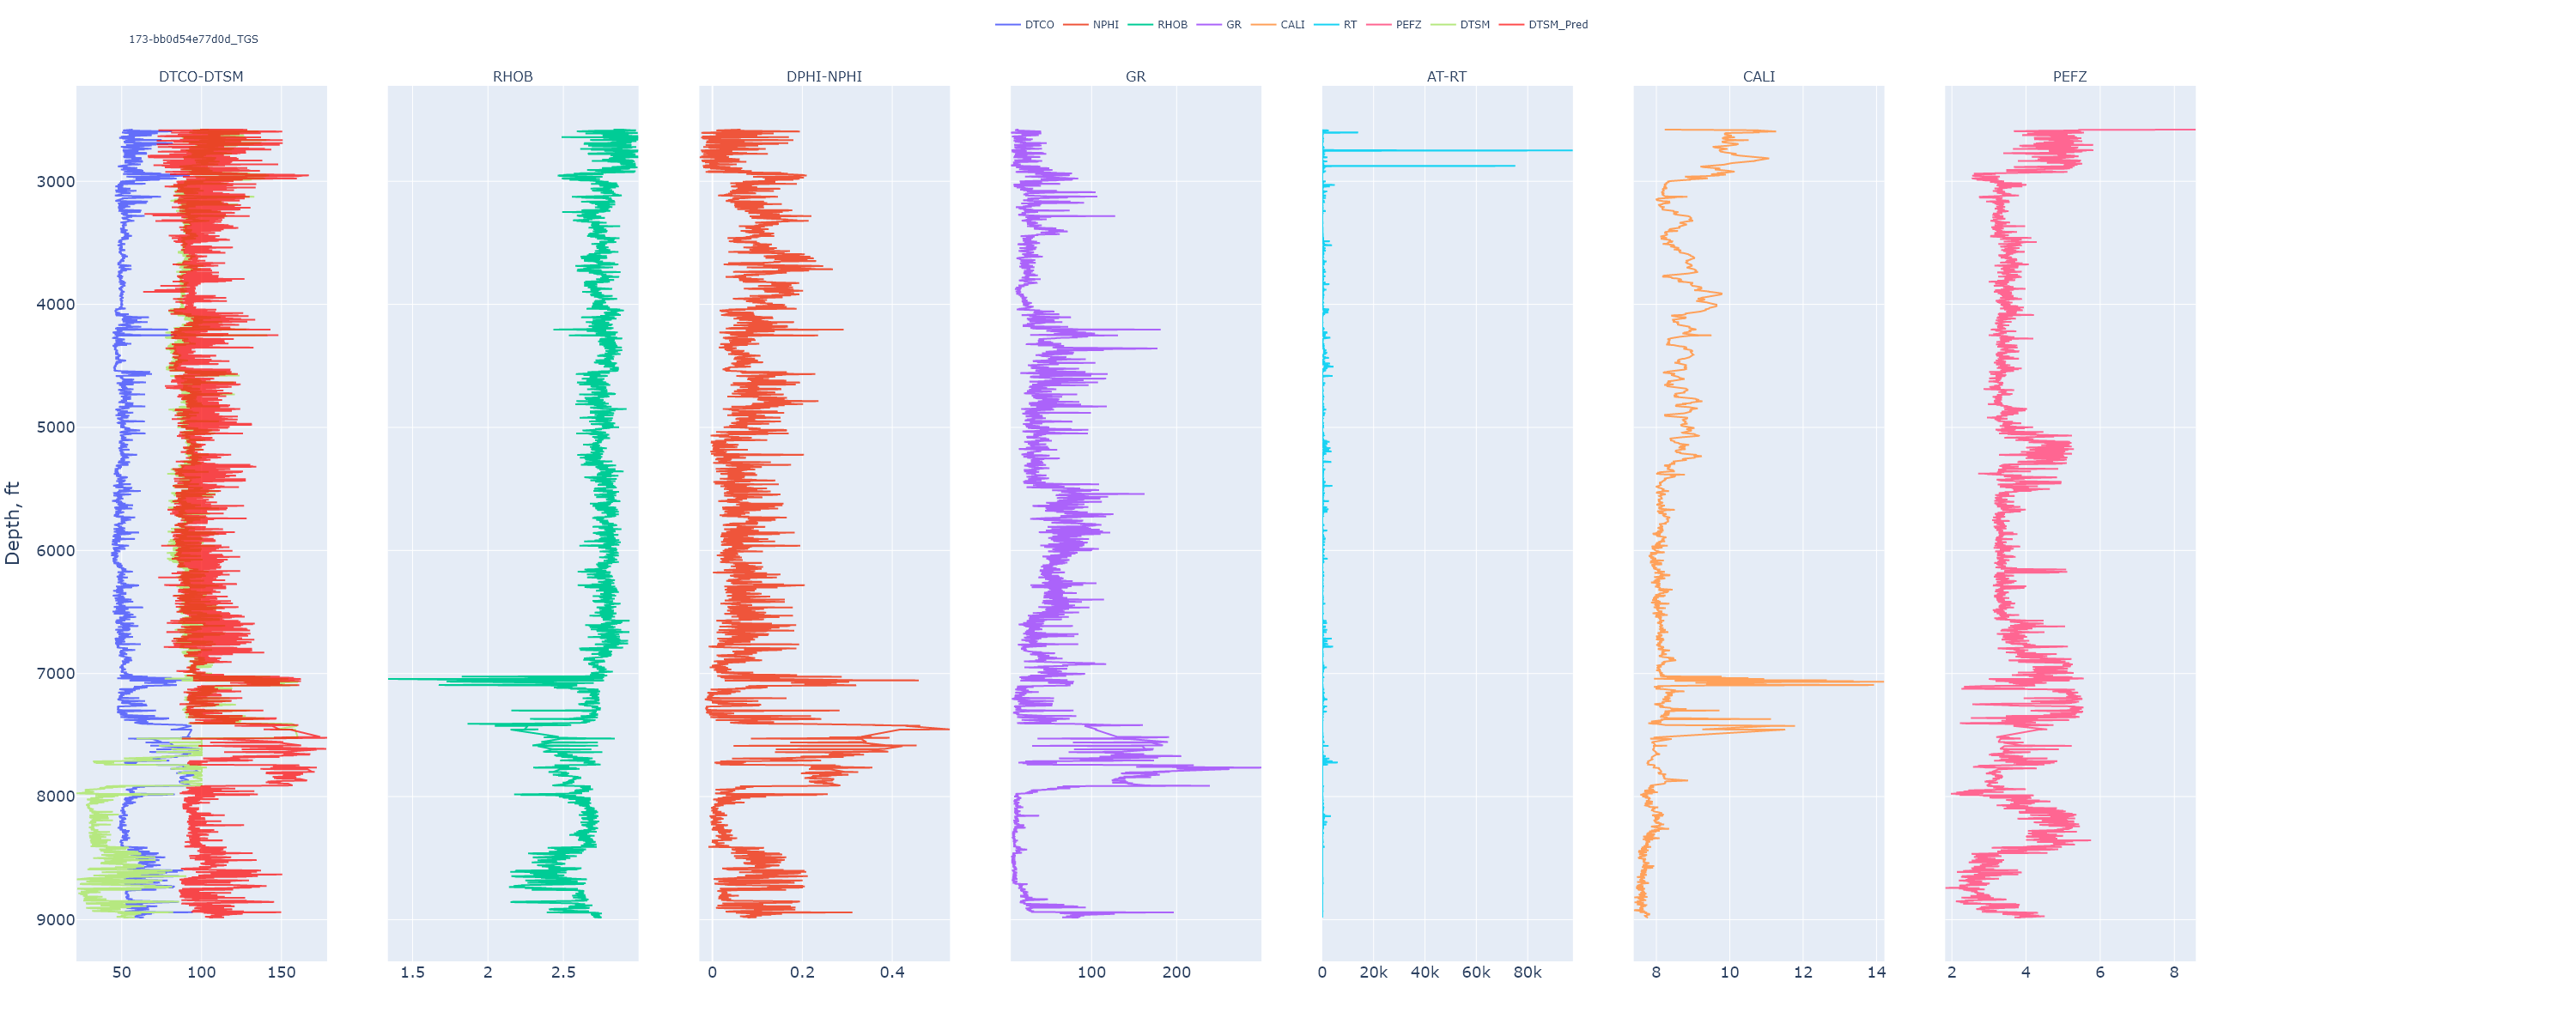 DTCO NPHI RHOB GR CALI RT PEFZ DTSM DTSM_Pred
173-bb0d54e77d0d_TGS
DTCO-DTSM RHOB DPHI-NPHI GR AT-RT CALI PEFZ
Depth, ft
3000
4000
5000
6000
7000
8000
9000
50 100 150 1.5 2 2.5 0 0.2 0.4 100 200 0 20k 40k 60k 80k 8 10 12 14 2 4 6 8